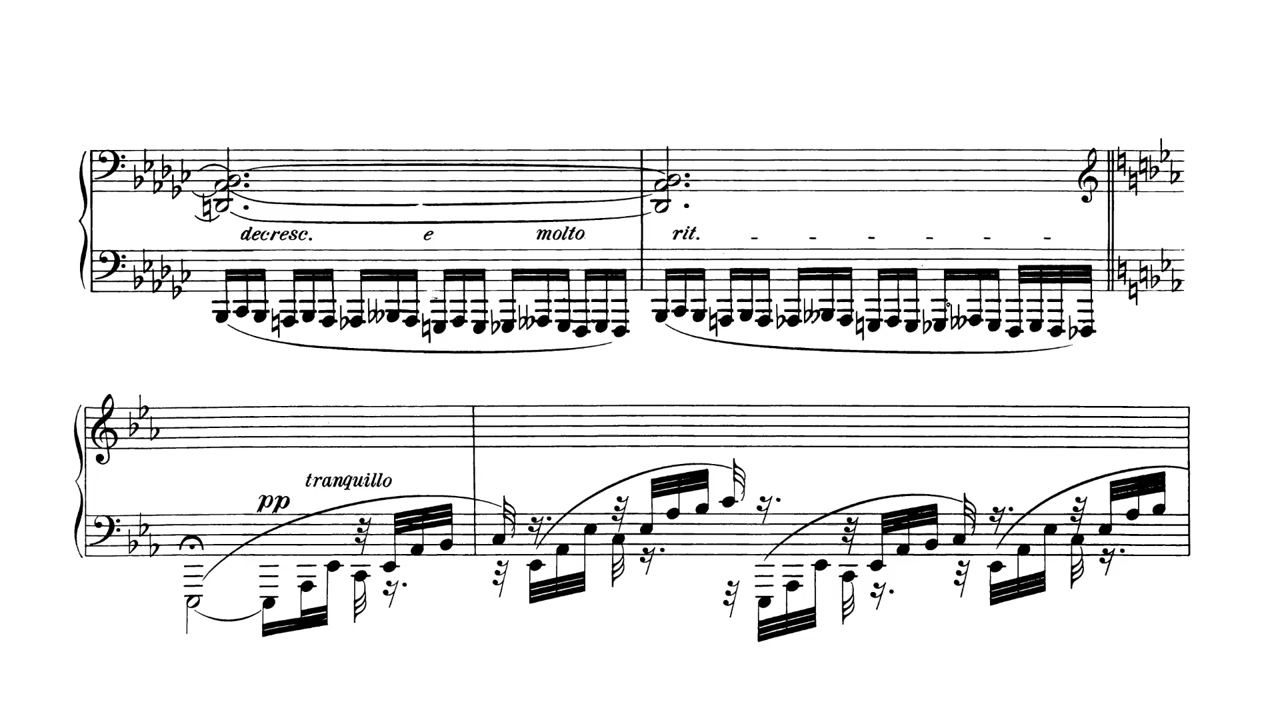 decresc. e molto rit. - - - - - -
tranquillo
pp